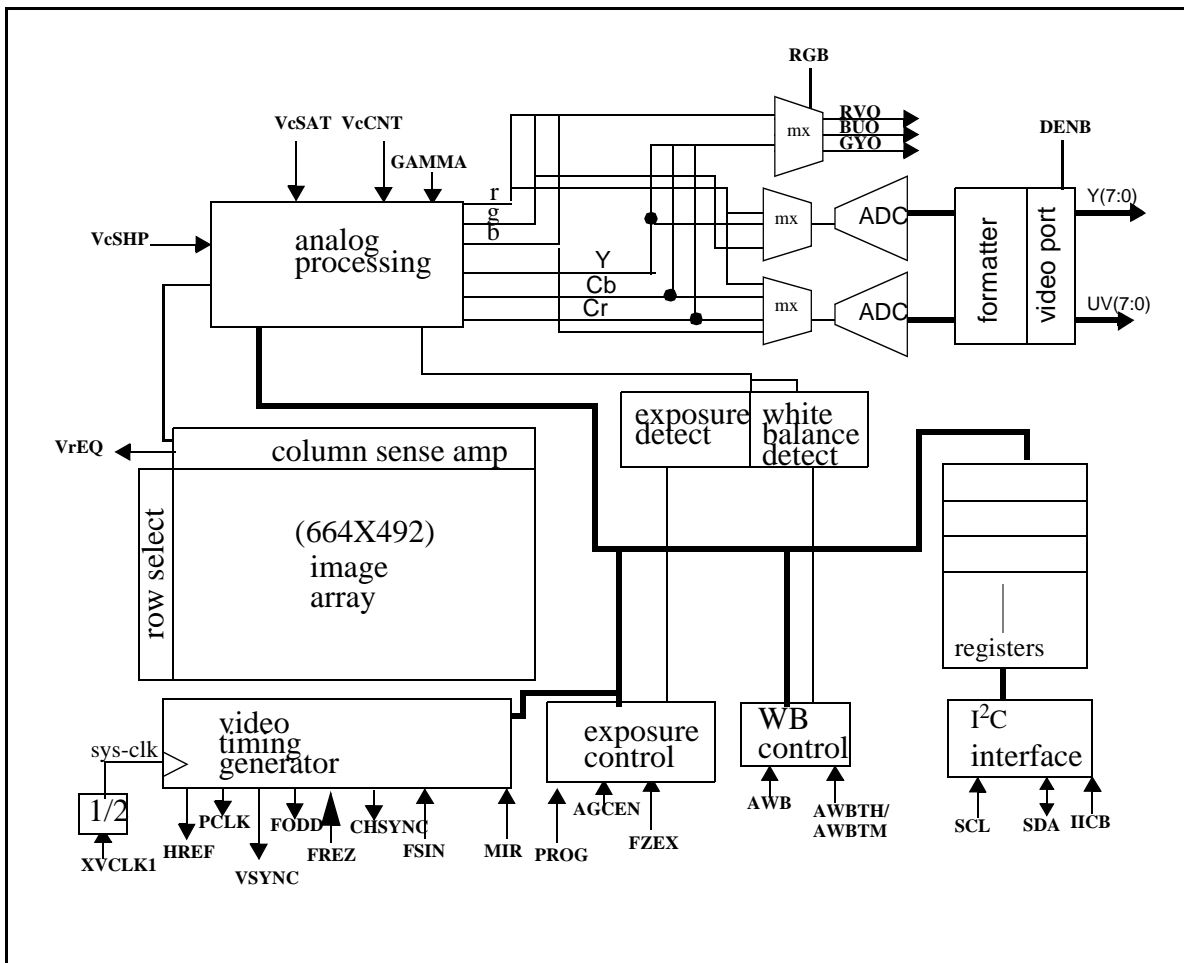 RGB
RVO
BUO
GYO
mx
DENB
VcSAT VcCNT
GAMMA
r
g
b
VcSHP
analog
processing
Y
Cb
Cr
mx
ADC
mx
ADC
formatter
video port
Y(7:0)
UV(7:0)
exposure
detect
white
balance
detect
VrEQ
column sense amp
row select
(664X492)
image
array
registers
sys-clk
video
timing
generator
exposure
control
WB
control
I²C
interface
1/2
XVCLK1
HREF
PCLK
VSYNC
FODD
FREZ
CHSYNC
FSIN
MIR
PROG
AGCEN
FZEX
AWB
AWBTH/
AWBTM
SCL
SDA
IICB